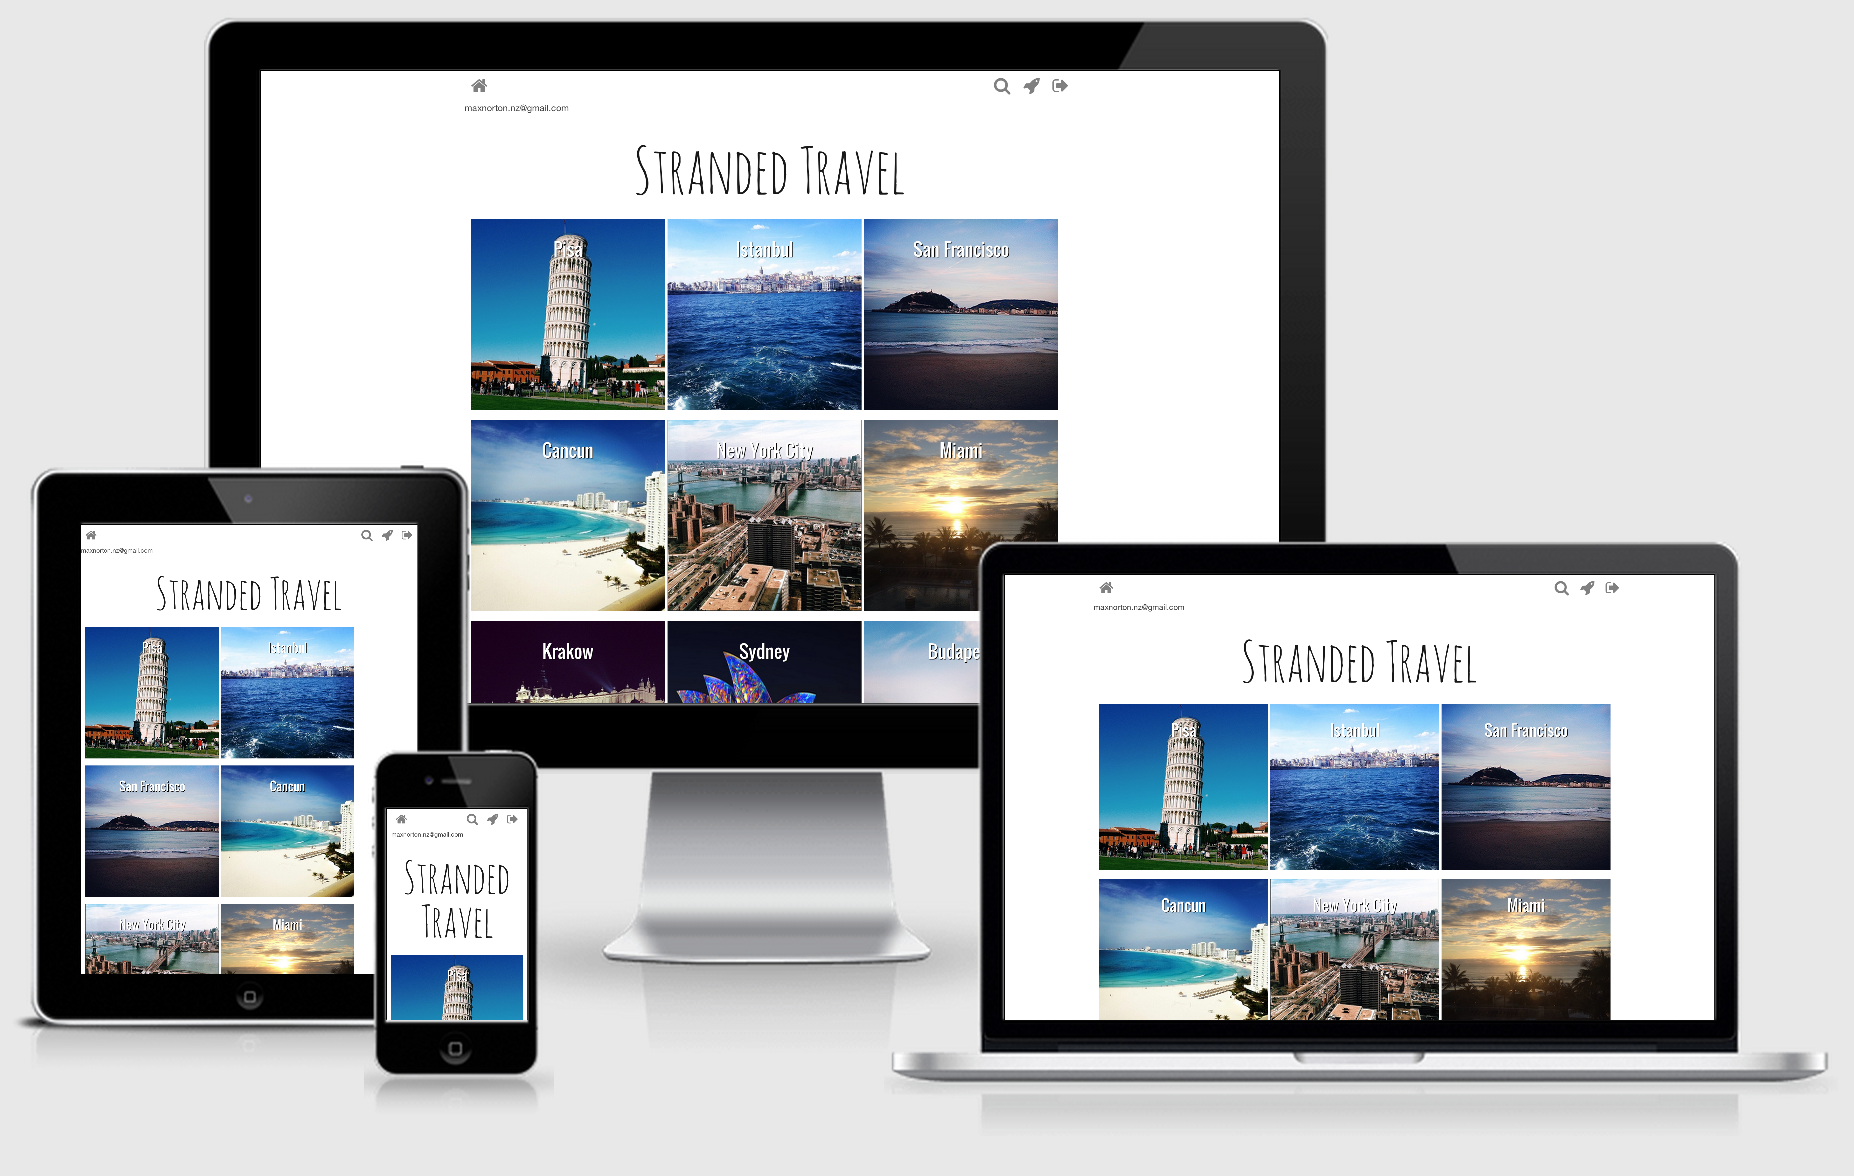 maxnorton.nz@gmail.com
Stranded Travel
Pisa
Istanbul
San Francisco
Cancun
New York City
Miami
Krakow
Sydney
Budape
maxnorton.nz@gmail.com
Stranded Travel
Pisa
Istanbul
San Francisco
Cancun
New York City
Miami
maxnorton.nz@gmail.com
Stranded
Travel
Pisa
maxnorton.nz@gmail.com
Stranded Travel
Pisa
Istanbul
San Francisco
Cancun
New York City
Miami